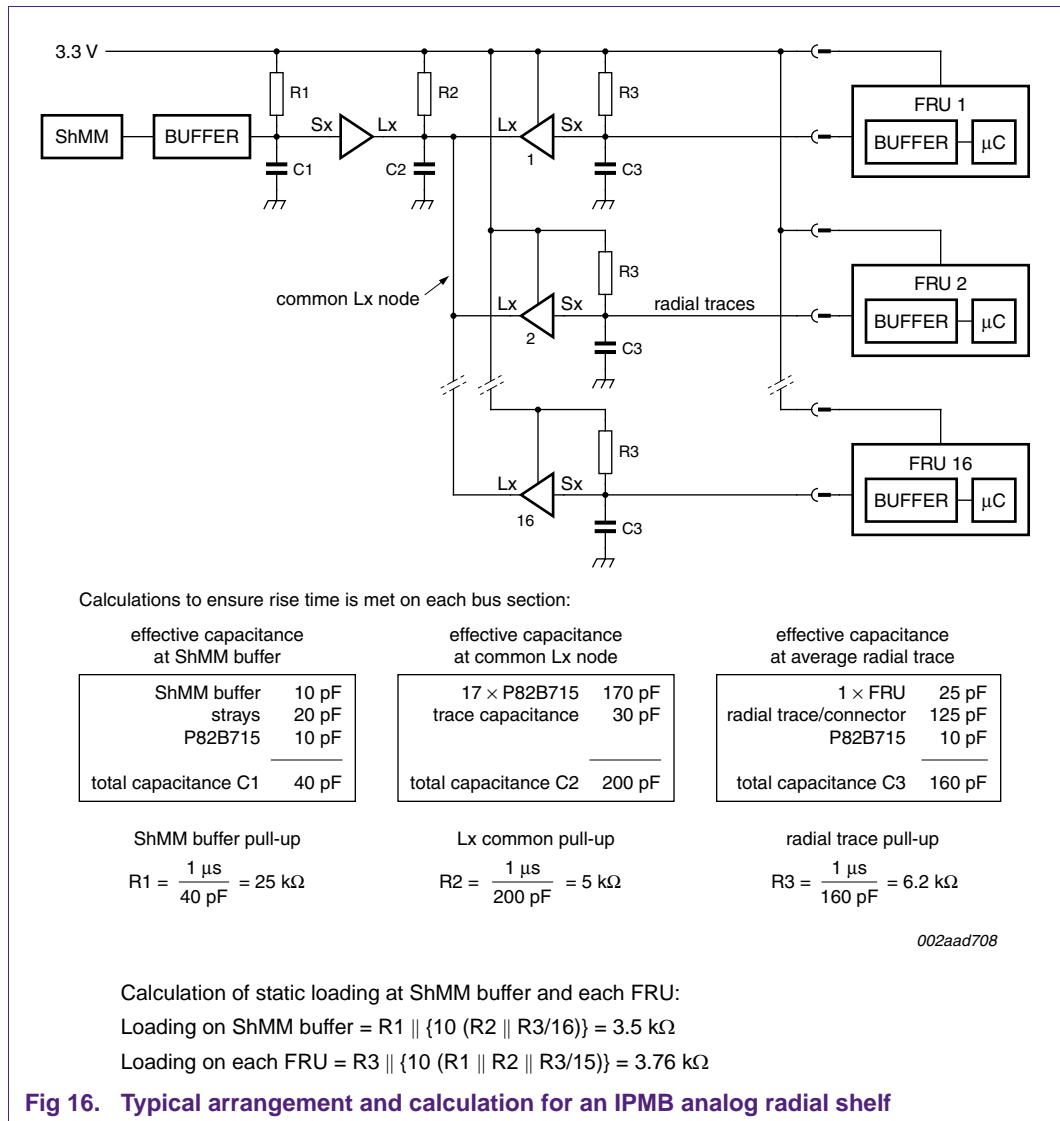 3.3 V
R1
R2
R3
FRU 1
ShMM
BUFFER
Sx
Lx
Lx
Sx
BUFFER
μC
C1
C2
1
C3
R3
FRU 2
common Lx node
Lx
Sx
radial traces
BUFFER
μC
2
C3
R3
FRU 16
Lx
Sx
BUFFER
μC
16
C3
Calculations to ensure rise time is met on each bus section:
effective capacitance
at ShMM buffer
ShMM buffer 10 pF
strays 20 pF
P82B715 10 pF
total capacitance C1 40 pF
ShMM buffer pull-up
R1 = 1 μs / 40 pF = 25 kΩ
effective capacitance
at common Lx node
17 × P82B715 170 pF
trace capacitance 30 pF
total capacitance C2 200 pF
Lx common pull-up
R2 = 1 μs / 200 pF = 5 kΩ
effective capacitance
at average radial trace
1 × FRU 25 pF
radial trace/connector 125 pF
P82B715 10 pF
total capacitance C3 160 pF
radial trace pull-up
R3 = 1 μs / 160 pF = 6.2 kΩ
002aad708
Calculation of static loading at ShMM buffer and each FRU:
Loading on ShMM buffer = R1 || {10 (R2 || R3/16)} = 3.5 kΩ
Loading on each FRU = R3 || {10 (R1 || R2 || R3/15)} = 3.76 kΩ
Fig 16. Typical arrangement and calculation for an IPMB analog radial shelf